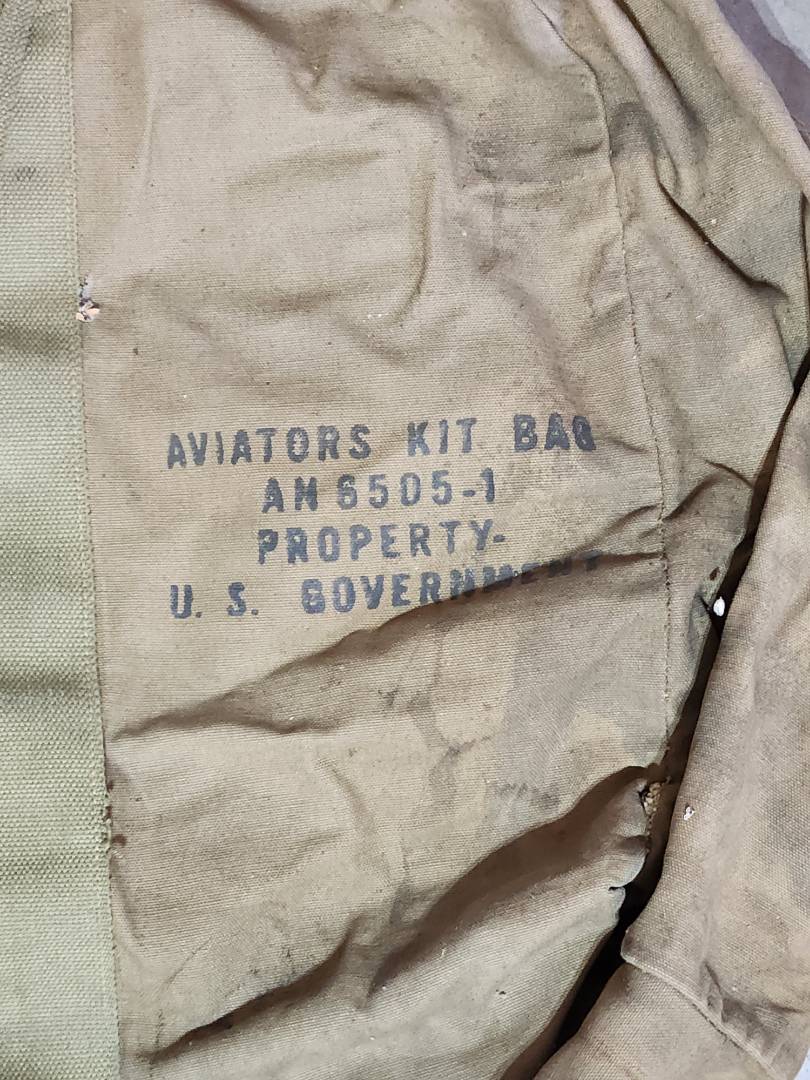 AVIATORS KIT BAG
AN 6505-1
PROPERTY-
U. S. GOVERNMENT